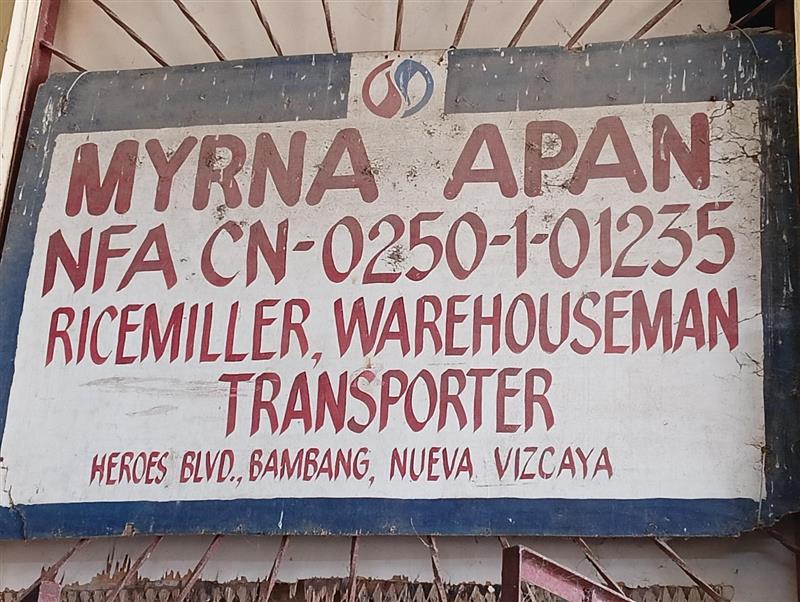 MYRNA APAN
NFA CN-0250-1-01235
RICEMILLER, WAREHOUSEMAN
TRANSPORTER
HEROES BLVD., BAMBANG, NUEVA VIZCAYA